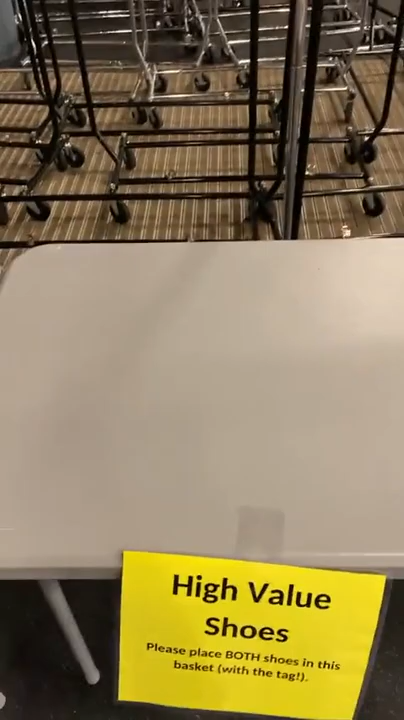 High Value
Shoes
Please place BOTH shoes in this
basket (with the tag!).